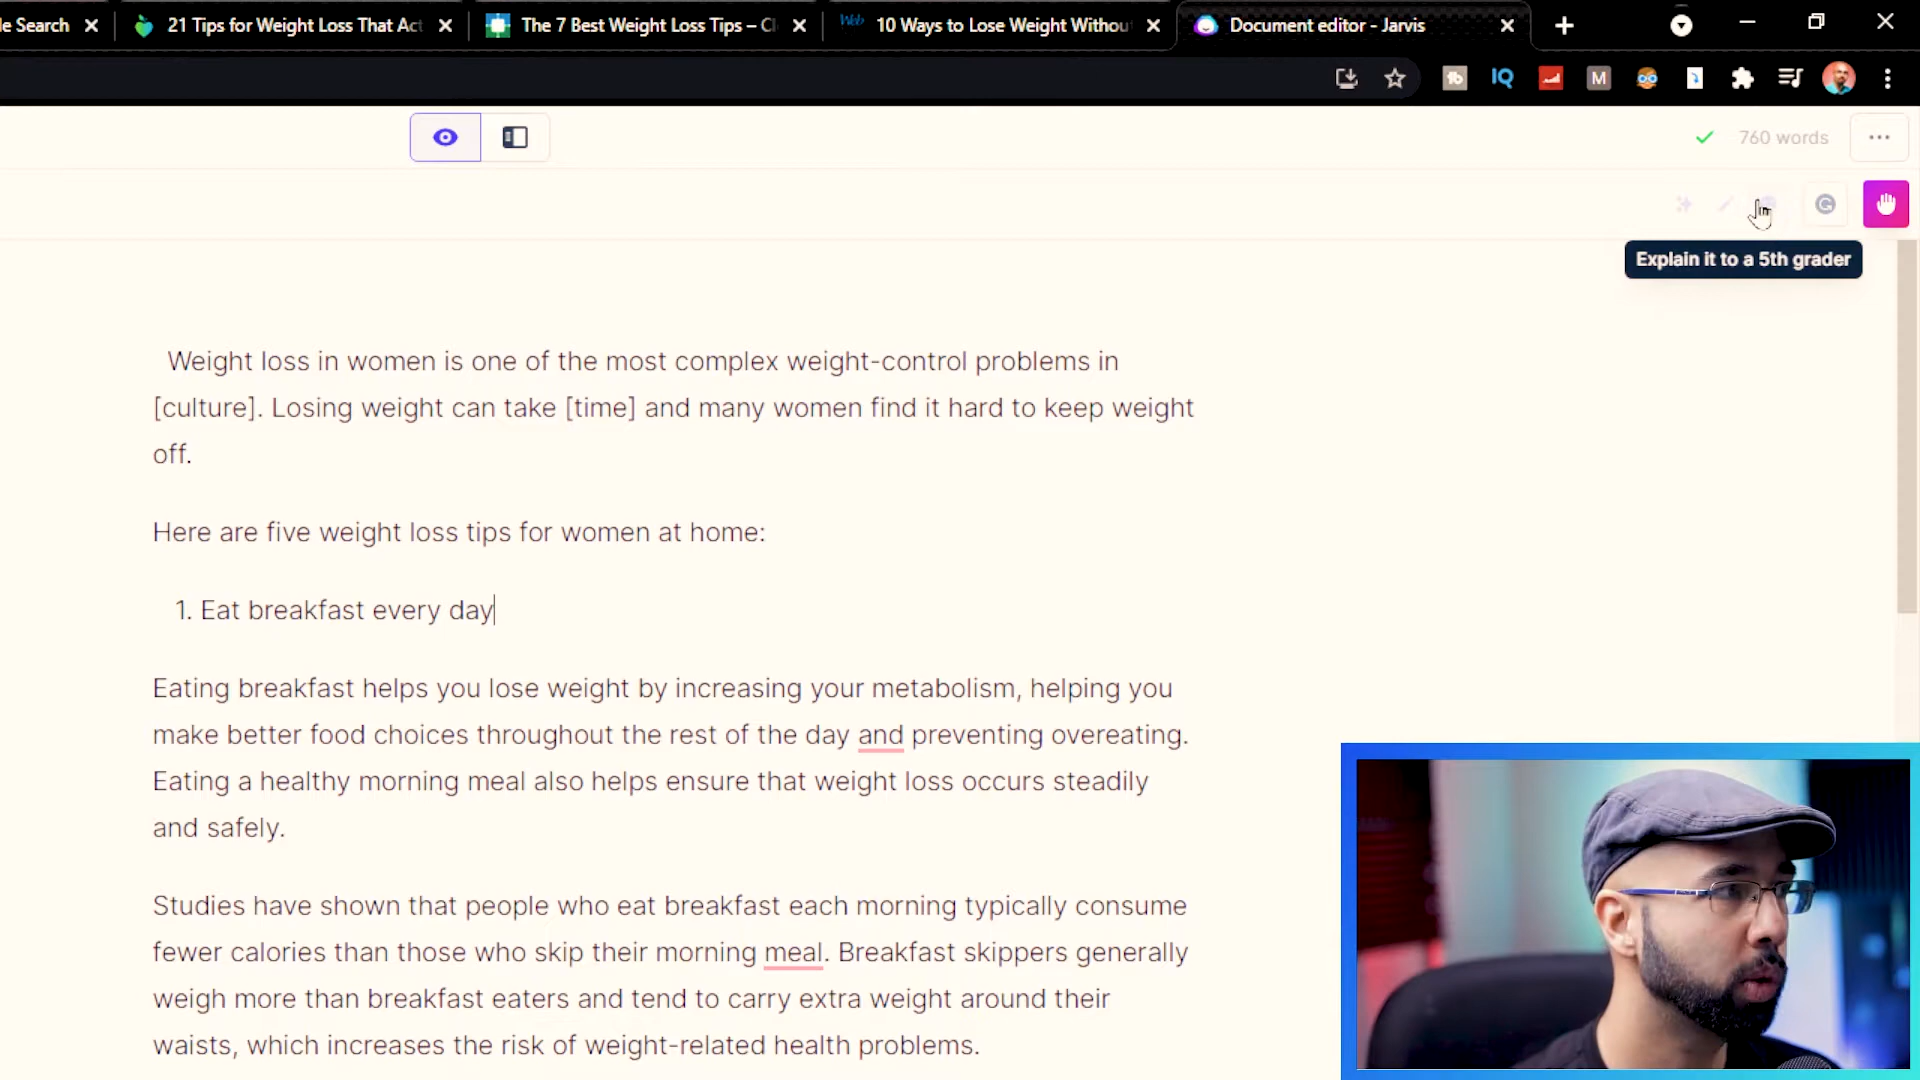 le Search
21 Tips for Weight Loss That Act
The 7 Best Weight Loss Tips – Cl
Web
10 Ways to Lose Weight Withou
Document editor - Jarvis
tb
IQ
M
760 words
Explain it to a 5th grader
Weight loss in women is one of the most complex weight-control problems in
[culture]. Losing weight can take [time] and many women find it hard to keep weight
off.
Here are five weight loss tips for women at home:
1. Eat breakfast every day
Eating breakfast helps you lose weight by increasing your metabolism, helping you
make better food choices throughout the rest of the day and preventing overeating.
Eating a healthy morning meal also helps ensure that weight loss occurs steadily
and safely.
Studies have shown that people who eat breakfast each morning typically consume
fewer calories than those who skip their morning meal. Breakfast skippers generally
weigh more than breakfast eaters and tend to carry extra weight around their
waists, which increases the risk of weight-related health problems.